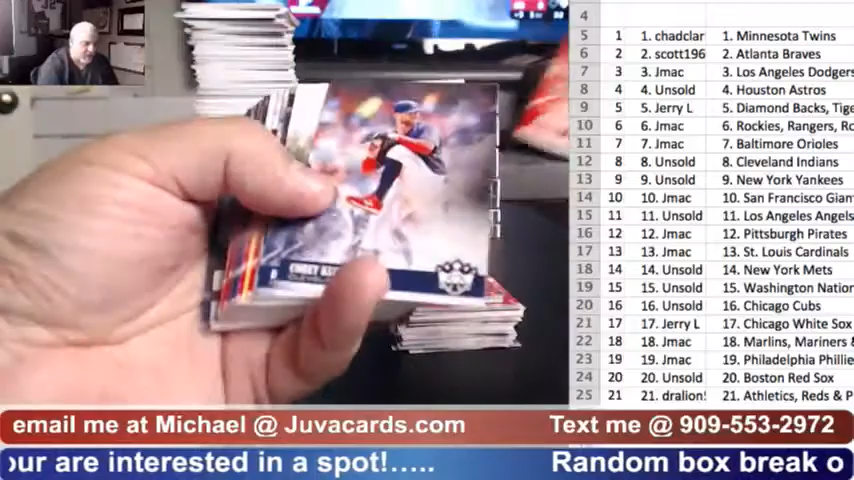 4
5 1 1. chadclar 1. Minnesota Twins
6 2 2. scott196 2. Atlanta Braves
7 3 3. Jmac 3. Los Angeles Dodgers
8 4 4. Unsold 4. Houston Astros
9 5 5. Jerry L 5. Diamond Backs, Tige
10 6 6. Jmac 6. Rockies, Rangers, Ro
11 7 7. Jmac 7. Baltimore Orioles
12 8 8. Unsold 8. Cleveland Indians
13 9 9. Unsold 9. New York Yankees
14 10 10. Jmac 10. San Francisco Gian
15 11 11. Unsold 11. Los Angeles Angels
16 12 12. Jmac 12. Pittsburgh Pirates
17 13 13. Jmac 13. St. Louis Cardinals
18 14 14. Unsold 14. New York Mets
19 15 15. Unsold 15. Washington Nation
20 16 16. Unsold 16. Chicago Cubs
21 17 17. Jerry L 17. Chicago White Sox
22 18 18. Jmac 18. Marlins, Mariners &
23 19 19. Jmac 19. Philadelphia Phillie
24 20 20. Unsold 20. Boston Red Sox
25 21 21. dralion! 21. Athletics, Reds & P
email me at Michael @ Juvacards.com Text me @ 909-553-2972
our are interested in a spot!..... Random box break o